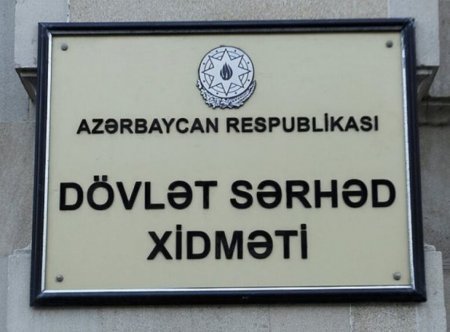 AZƏRBAYCAN RESPUBLİKASI
DÖVLƏT SƏRHƏD
XİDMƏTİ